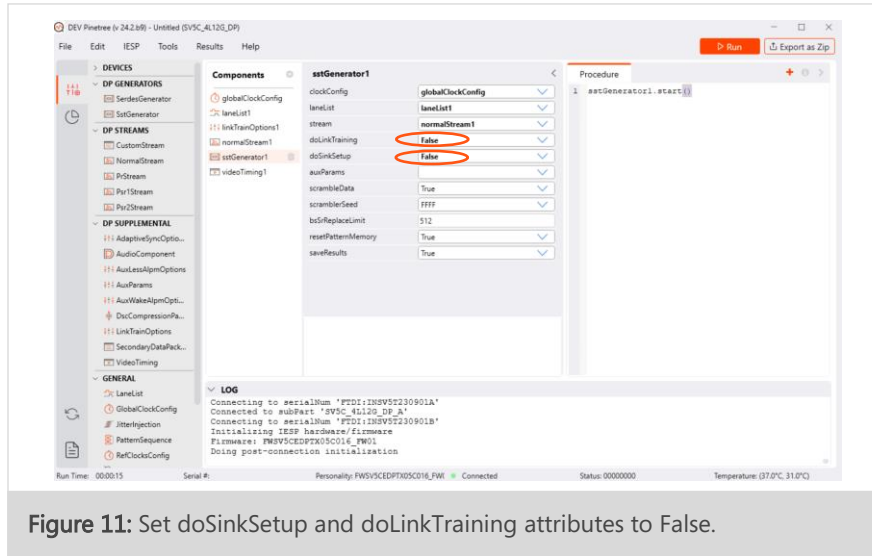 DEV Pinetree (v 24.2.b9) - Untitled (SV5C_4L12G_DP)
File Edit IESP Tools Results Help
Run
Export as Zip
DEVICES
DP GENERATORS
SerdesGenerator
SstGenerator
DP STREAMS
CustomStream
NormalStream
PrStream
Psr1Stream
Psr2Stream
DP SUPPLEMENTAL
AdaptiveSyncOptio...
AudioComponent
AuxLessAlpmOptions
AuxParams
AuxWakeAlpmOpti...
DscCompressionPa...
LinkTrainOptions
SecondaryDataPack...
VideoTiming
GENERAL
LaneList
GlobalClockConfig
JitterInjection
PatternSequence
RefClocksConfig
Components
globalClockConfig
laneList1
linkTrainOptions1
normalStream1
sstGenerator1
videoTiming1
sstGenerator1
clockConfig globalClockConfig
laneList laneList1
stream normalStream1
doLinkTraining False
doSinkSetup False
auxParams
scrambleData True
scramblerSeed FFFF
bsSrReplaceLimit 512
resetPatternMemory True
saveResults True
Procedure
1 sstGenerator1.start()
LOG
Connecting to serialNum 'FTDI:INSV5T230901A'
Connected to subPart 'SV5C_4L12G_DP_A'
Connecting to serialNum 'FTDI:INSV5T230901B'
Initializing IESP hardware/firmware
Firmware: FWSV5CEDPTX05C016_FW01
Doing post-connection initialization
Run Time: 00:00:15 Serial #: Personality: FWSV5CEDPTX05C016_FW( Connected Status: 00000000 Temperature: (37.0°C, 31.0°C)
Figure 11: Set doSinkSetup and doLinkTraining attributes to False.